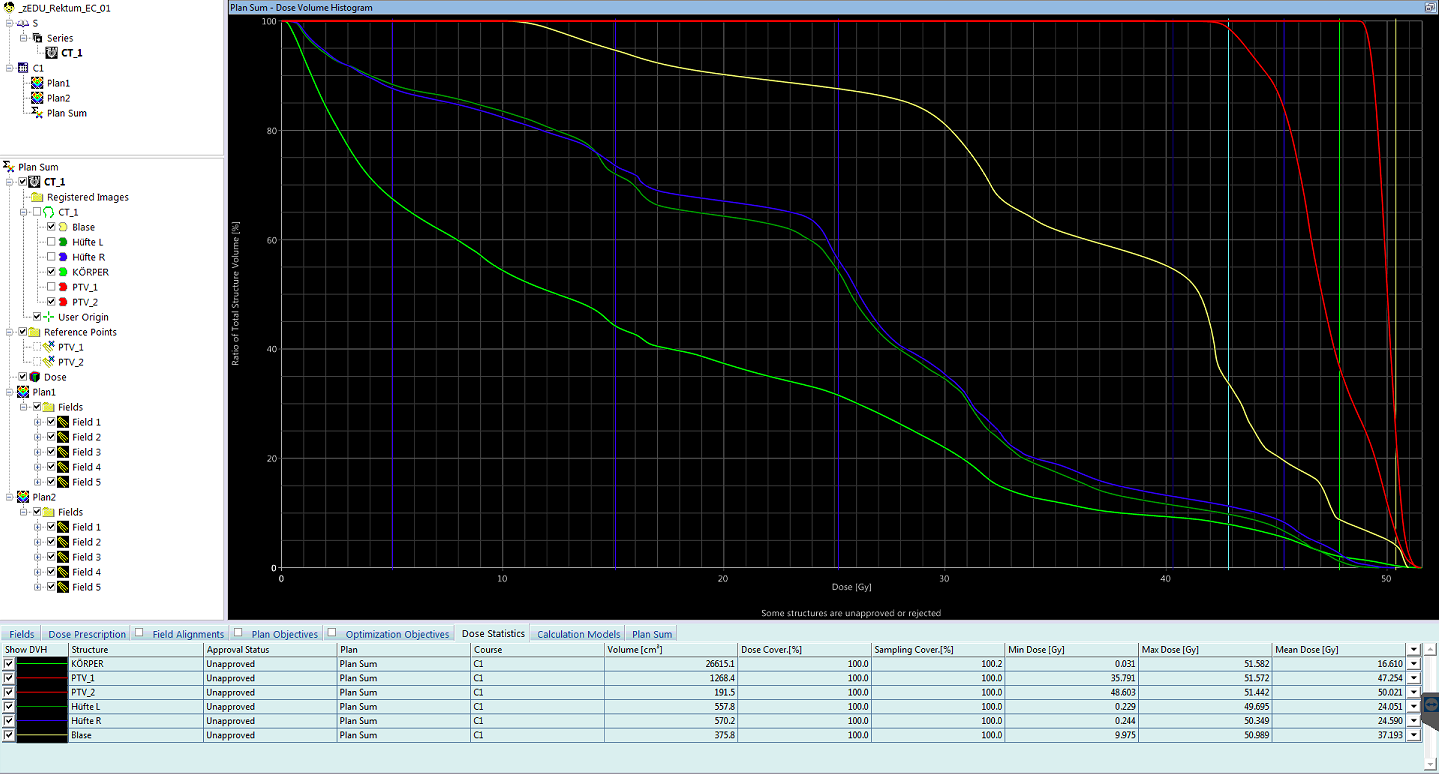 _zEDU_Rektum_EC_01
S
Series
CT_1
C1
Plan1
Plan2
Plan Sum
Plan Sum
CT_1
Registered Images
CT_1
Blase
Hüfte L
Hüfte R
KÖRPER
PTV_1
PTV_2
User Origin
Reference Points
PTV_1
PTV_2
Dose
Plan1
Fields
Field 1
Field 2
Field 3
Field 4
Field 5
Plan2
Fields
Field 1
Field 2
Field 3
Field 4
Field 5
Plan Sum - Dose Volume Histogram
Ratio of Total Structure Volume [%]
100
80
60
40
20
0
0 10 20 30 40 50
Dose [Gy]
Some structures are unapproved or rejected
Fields Dose Prescription Field Alignments Plan Objectives Optimization Objectives Dose Statistics Calculation Models Plan Sum
Show DVH Structure Approval Status Plan Course Volume [cm³] Dose Cover.[%] Sampling Cover.[%] Min Dose [Gy] Max Dose [Gy] Mean Dose [Gy]
KÖRPER Unapproved Plan Sum C1 26615.1 100.0 100.2 0.031 51.582 16.610
PTV_1 Unapproved Plan Sum C1 1268.4 100.0 100.0 35.791 51.572 47.254
PTV_2 Unapproved Plan Sum C1 191.5 100.0 100.0 48.603 51.442 50.021
Hüfte L Unapproved Plan Sum C1 557.8 100.0 100.0 0.229 49.695 24.051
Hüfte R Unapproved Plan Sum C1 570.2 100.0 100.0 0.244 50.349 24.590
Blase Unapproved Plan Sum C1 375.8 100.0 100.0 9.975 50.989 37.193